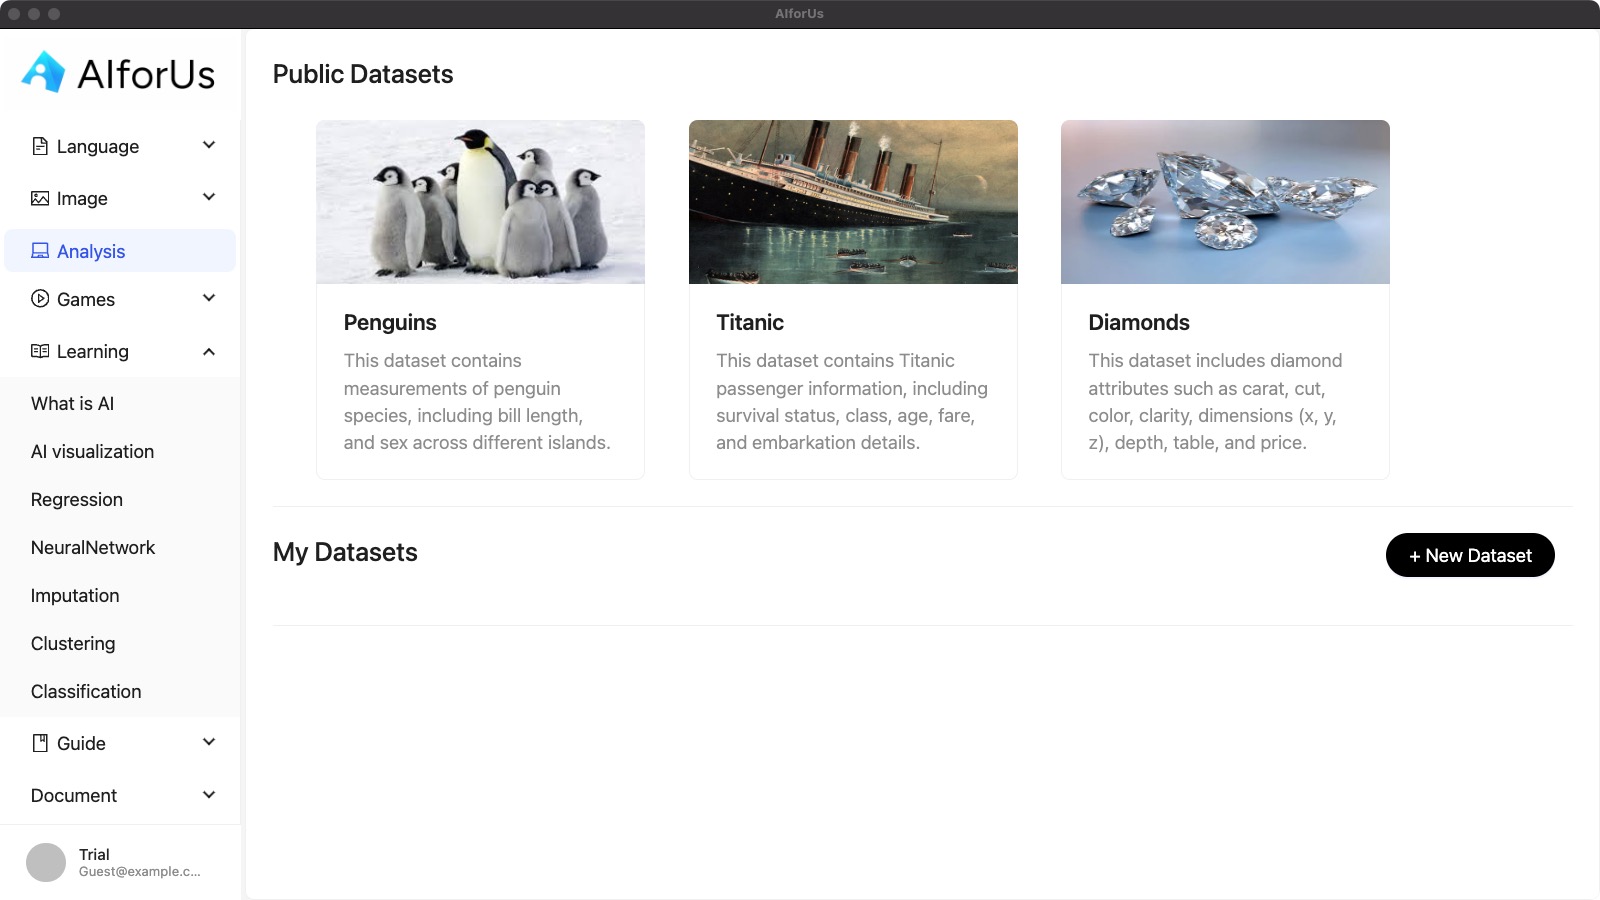 AIforUs
AIforUs
Language
Image
Analysis
Games
Learning
What is AI
AI visualization
Regression
NeuralNetwork
Imputation
Clustering
Classification
Guide
Document
Trial
Guest@example.c...
Public Datasets
Penguins
This dataset contains
measurements of penguin
species, including bill length,
and sex across different islands.
Titanic
This dataset contains Titanic
passenger information, including
survival status, class, age, fare,
and embarkation details.
Diamonds
This dataset includes diamond
attributes such as carat, cut,
color, clarity, dimensions (x, y,
z), depth, table, and price.
My Datasets
+ New Dataset